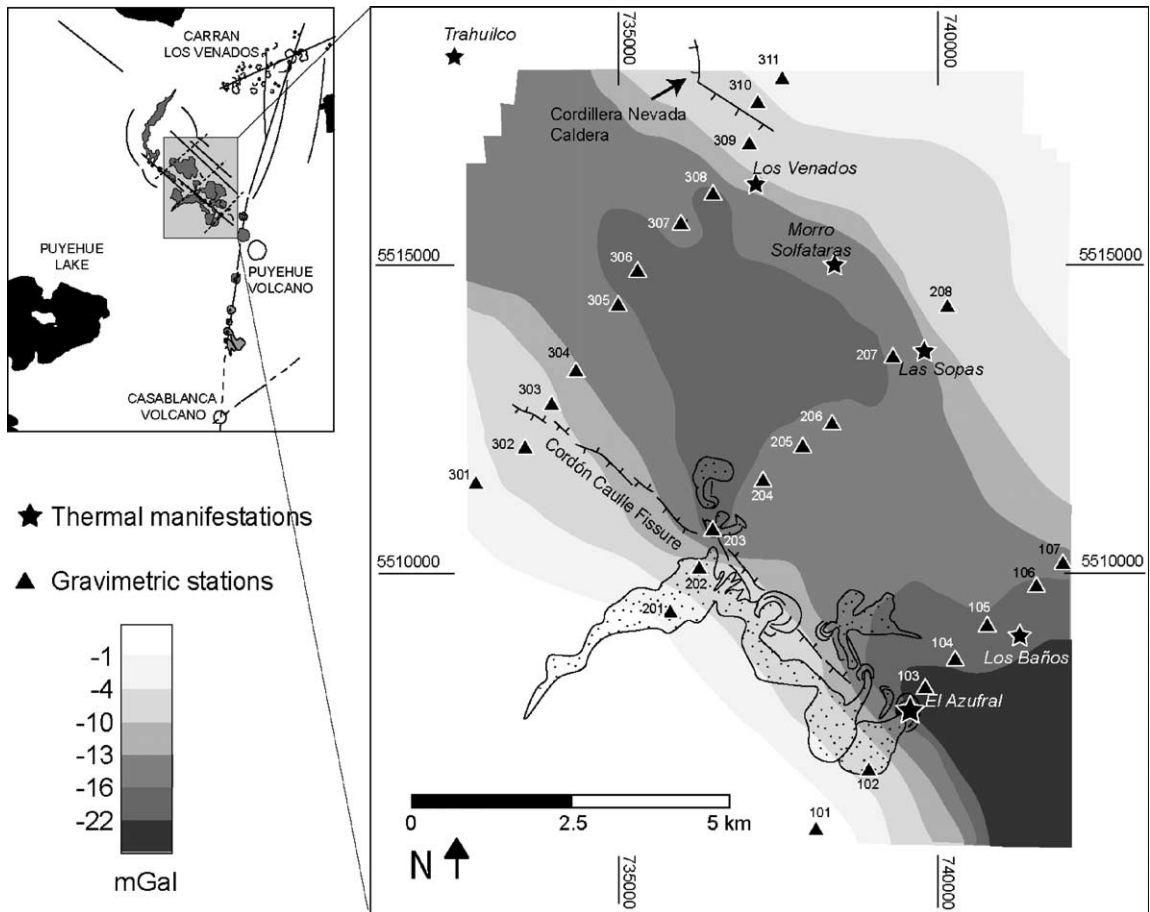 CARRAN
LOS VENADOS
PUYEHUE
LAKE
PUYEHUE
VOLCANO
CASABLANCA
VOLCANO
Thermal manifestations
Gravimetric stations
-1
-4
-10
-13
-16
-22
mGal
Trahuilco
735000
740000
311
310
Cordillera Nevada
Caldera
309
Los Venados
308
307
Morro
Solfataras
5515000
5515000
306
305
208
304
207
Las Sopas
303
206
302
205
Cordón Caulle Fissure
301
204
203
5510000
5510000
202
107
106
201
105
104
Los Baños
103
El Azufral
102
101
0
2.5
5 km
N
735000
740000